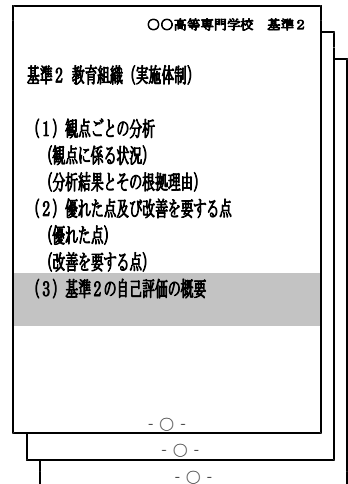 ○○高等専門学校 基準２
基準２ 教育組織（実施体制）
（１）観点ごとの分析
（観点に係る状況）
（分析結果とその根拠理由）
（２）優れた点及び改善を要する点
（優れた点）
（改善を要する点）
（３）基準２の自己評価の概要
- ○ -
- ○ -
- ○ -